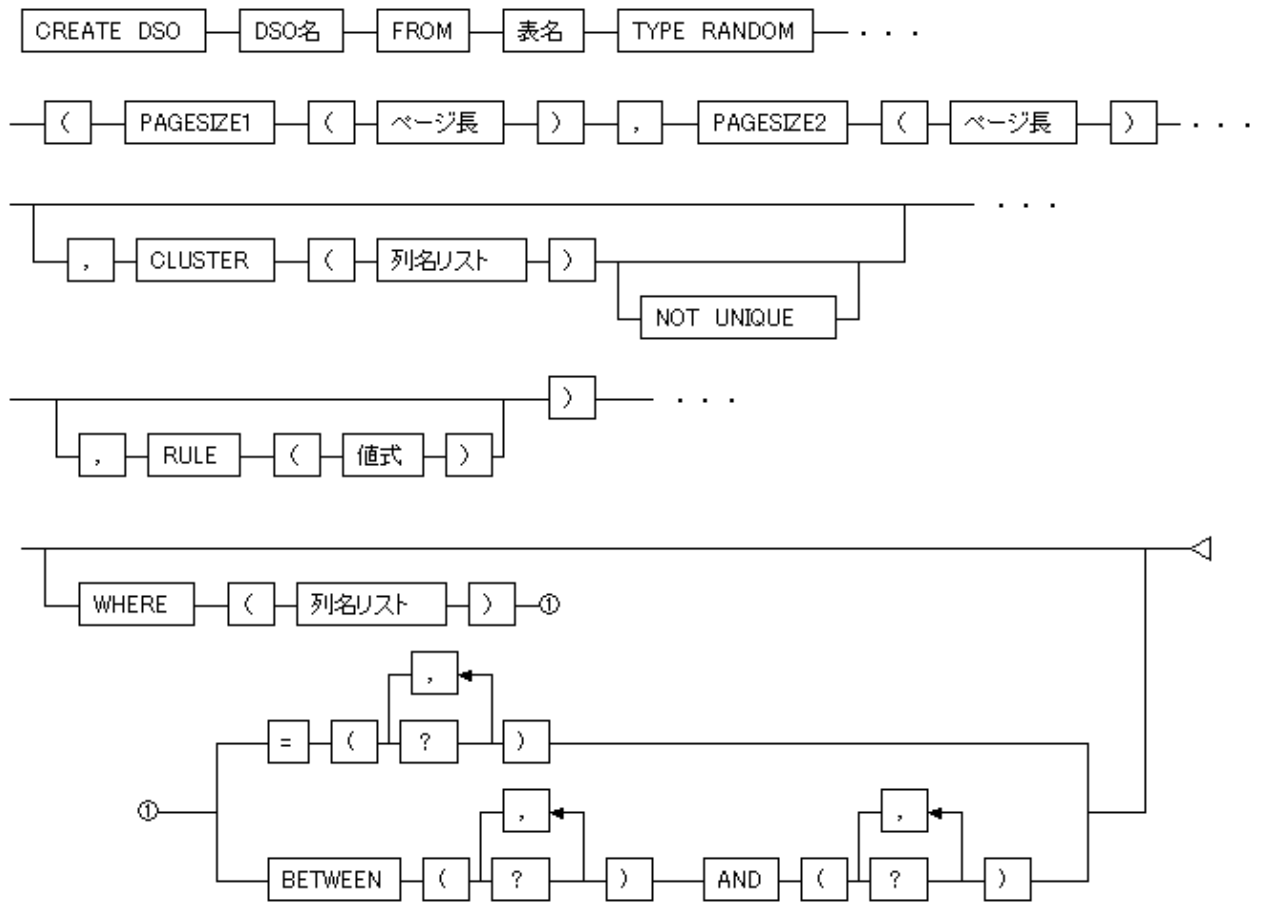 CREATE DSO DSO名 FROM 表名 TYPE RANDOM ・・・
( PAGESIZE1 ( ページ長 ) , PAGESIZE2 ( ページ長 ) ・・・
・・・
, CLUSTER ( 列名リスト )
NOT UNIQUE
) ・・・
, RULE ( 値式 )
WHERE ( 列名リスト ) ①
,
= ( ? )
①
, ,
BETWEEN ( ? ) AND ( ? )